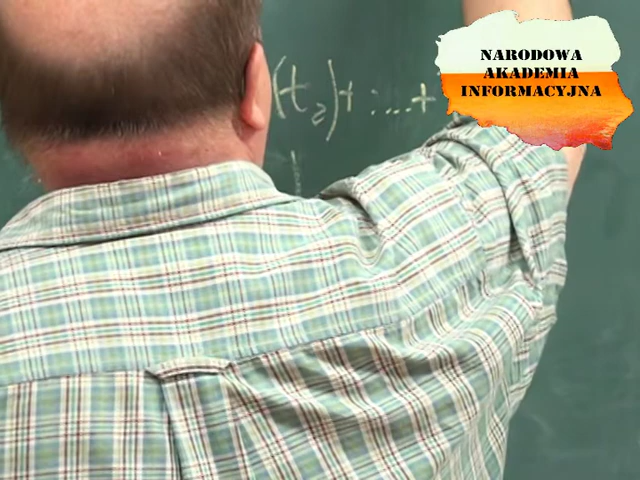 (t₂)+ :...+
NARODOWA
AKADEMIA
INFORMACYJNA